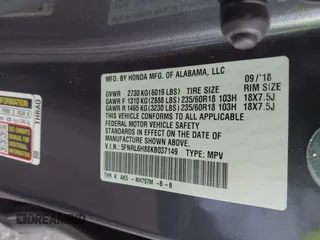 MFD. BY HONDA MFG. OF ALABAMA, LLC 09/'18
GVWR 2730 KG (6019 LBS) TIRE SIZE RIM SIZE
GAWR F 1310 KG (2888 LBS) 235/60R18 103H 18X7.5J
GAWR R 1465 KG (3230 LBS) 235/60R18 103H 18X7.5J
THIS VEHICLE CONFORMS TO ALL APPLICABLE
FEDERAL MOTOR VEHICLE SAFETY
STANDARDS IN EFFECT ON THE DATE OF
MANUFACTURE SHOWN ABOVE.
V.I.N.: 5FNRL6H88KB037149 TYPE: MPV
THR K AKS - NH797M -B -B